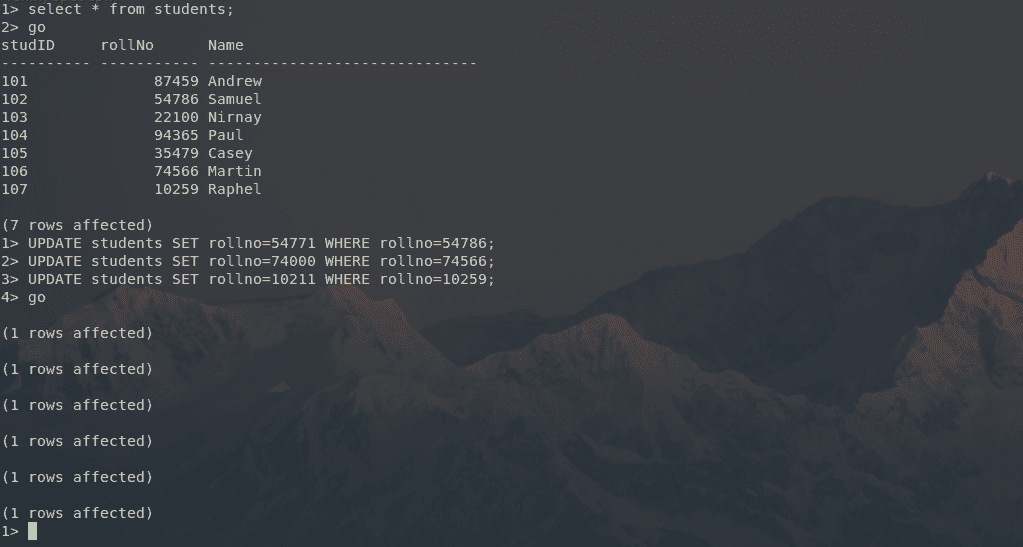 1> select * from students;
2> go
studID     rollNo      Name
---------- ----------- ------------------------------
101              87459 Andrew
102              54786 Samuel
103              22100 Nirnay
104              94365 Paul
105              35479 Casey
106              74566 Martin
107              10259 Raphel
(7 rows affected)
1> UPDATE students SET rollno=54771 WHERE rollno=54786;
2> UPDATE students SET rollno=74000 WHERE rollno=74566;
3> UPDATE students SET rollno=10211 WHERE rollno=10259;
4> go
(1 rows affected)
(1 rows affected)
(1 rows affected)
(1 rows affected)
(1 rows affected)
(1 rows affected)
1>